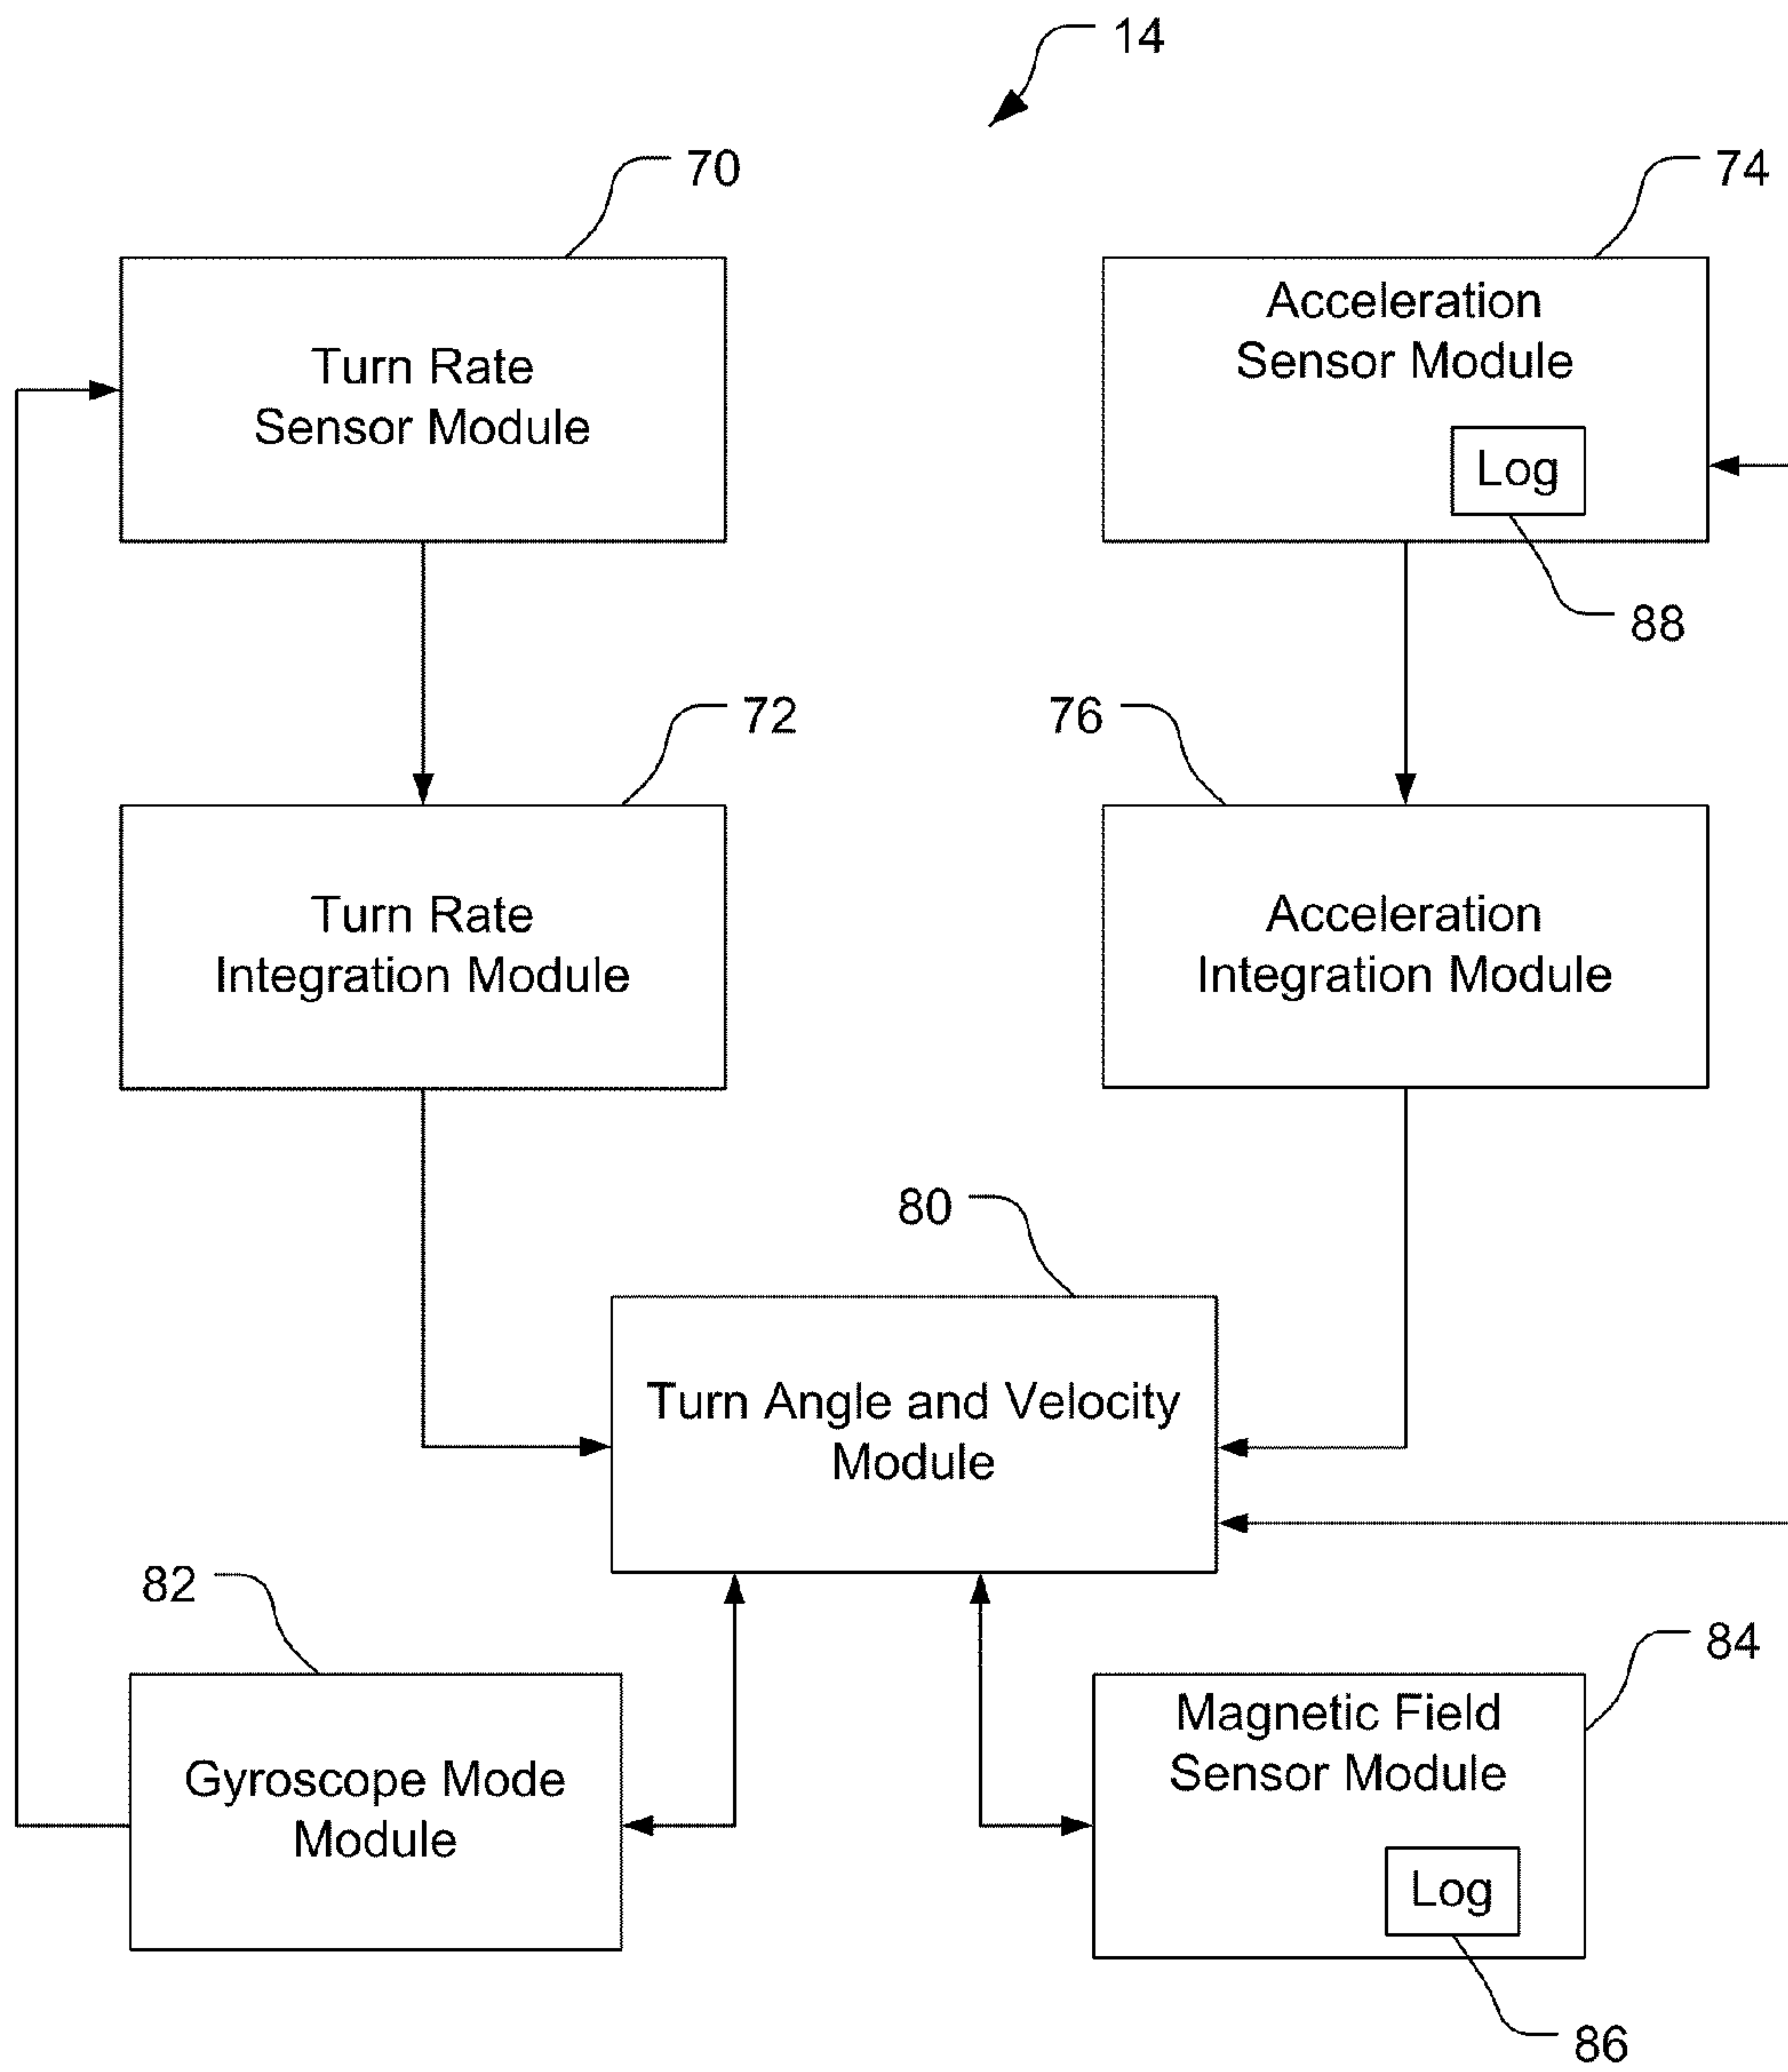 14
70
74
Turn Rate
Sensor Module
Acceleration
Sensor Module
Log
88
72
76
Turn Rate
Integration Module
Acceleration
Integration Module
80
Turn Angle and Velocity
Module
82
84
Gyroscope Mode
Module
Magnetic Field
Sensor Module
Log
86